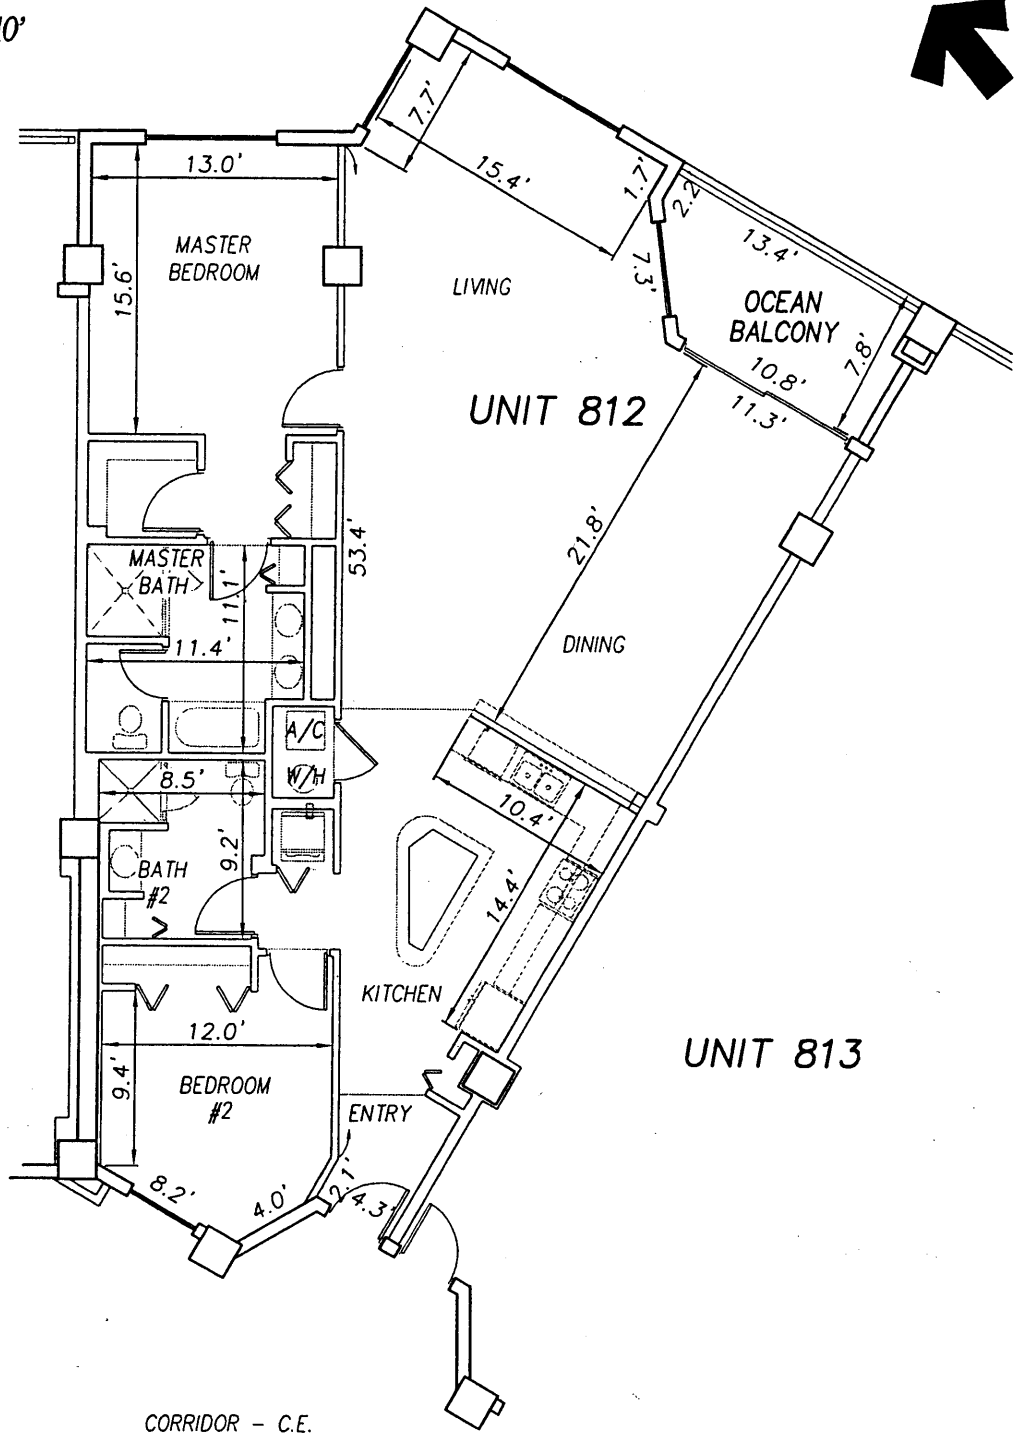 10'
7.7'
13.0'
15.4'
1.7'
2.2
13.4'
MASTER
BEDROOM
15.6'
LIVING
7.3'
OCEAN
BALCONY
7.8'
10.8'
11.3'
UNIT 812
21.8'
53.4'
MASTER
BATH
11.1'
11.4'
DINING
A/C
W/H
8.5'
10.4'
9.2'
BATH
#2
14.4'
KITCHEN
12.0'
UNIT 813
9.4'
BEDROOM
#2
ENTRY
8.2'
4.0'
2.1'
4.3'
CORRIDOR - C.E.